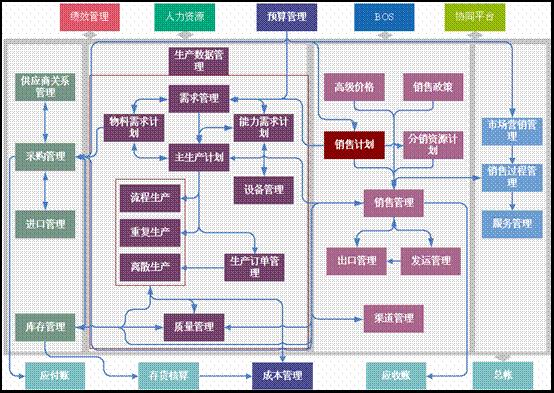 绩效管理
人力资源
预算管理
BOS
协同平台
生产数据管理
供应商关系管理
需求管理
高级价格
销售政策
物料需求计划
能力需求计划
市场营销管理
采购管理
主生产计划
销售计划
分销资源计划
销售过程管理
设备管理
流程生产
销售管理
进口管理
重复生产
服务管理
离散生产
生产订单管理
出口管理
发运管理
库存管理
质量管理
渠道管理
应付账
存货核算
成本管理
应收账
总帐